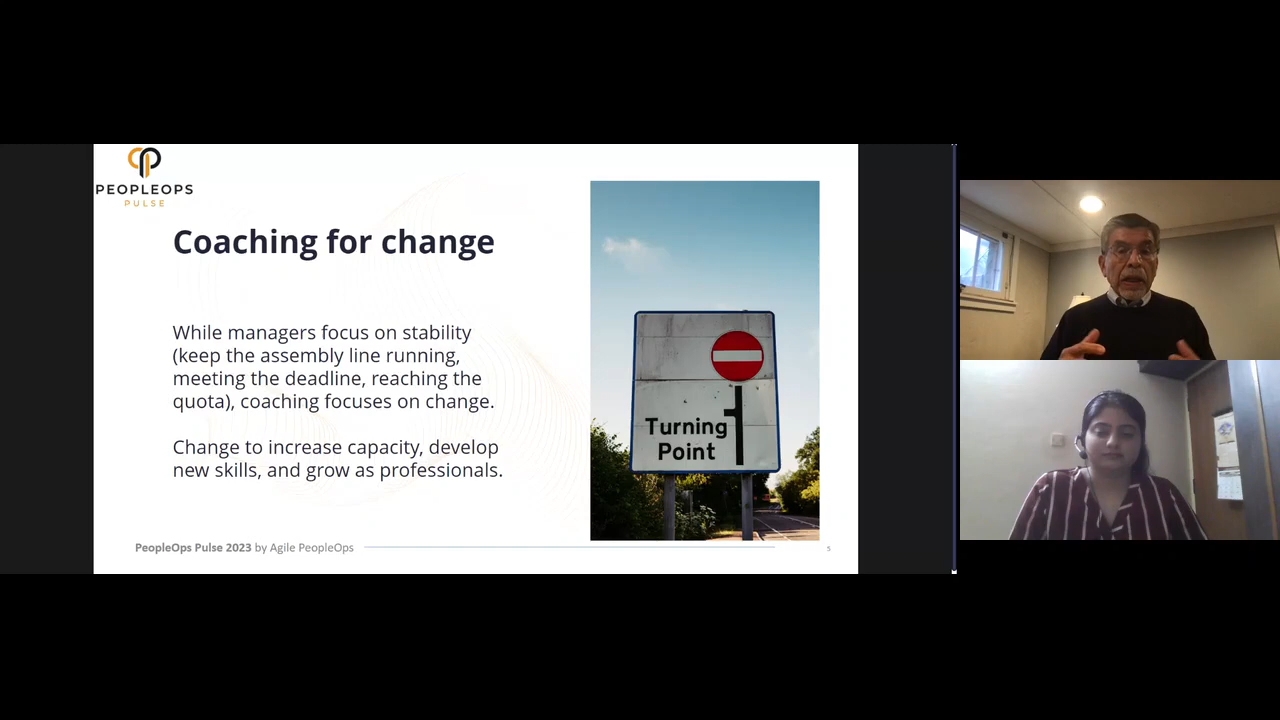 PEOPLEOPS
PULSE
Coaching for change
While managers focus on stability
(keep the assembly line running,
meeting the deadline, reaching the
quota), coaching focuses on change.
Change to increase capacity, develop
new skills, and grow as professionals.
Turning
Point
PeopleOps Pulse 2023 by Agile PeopleOps
5